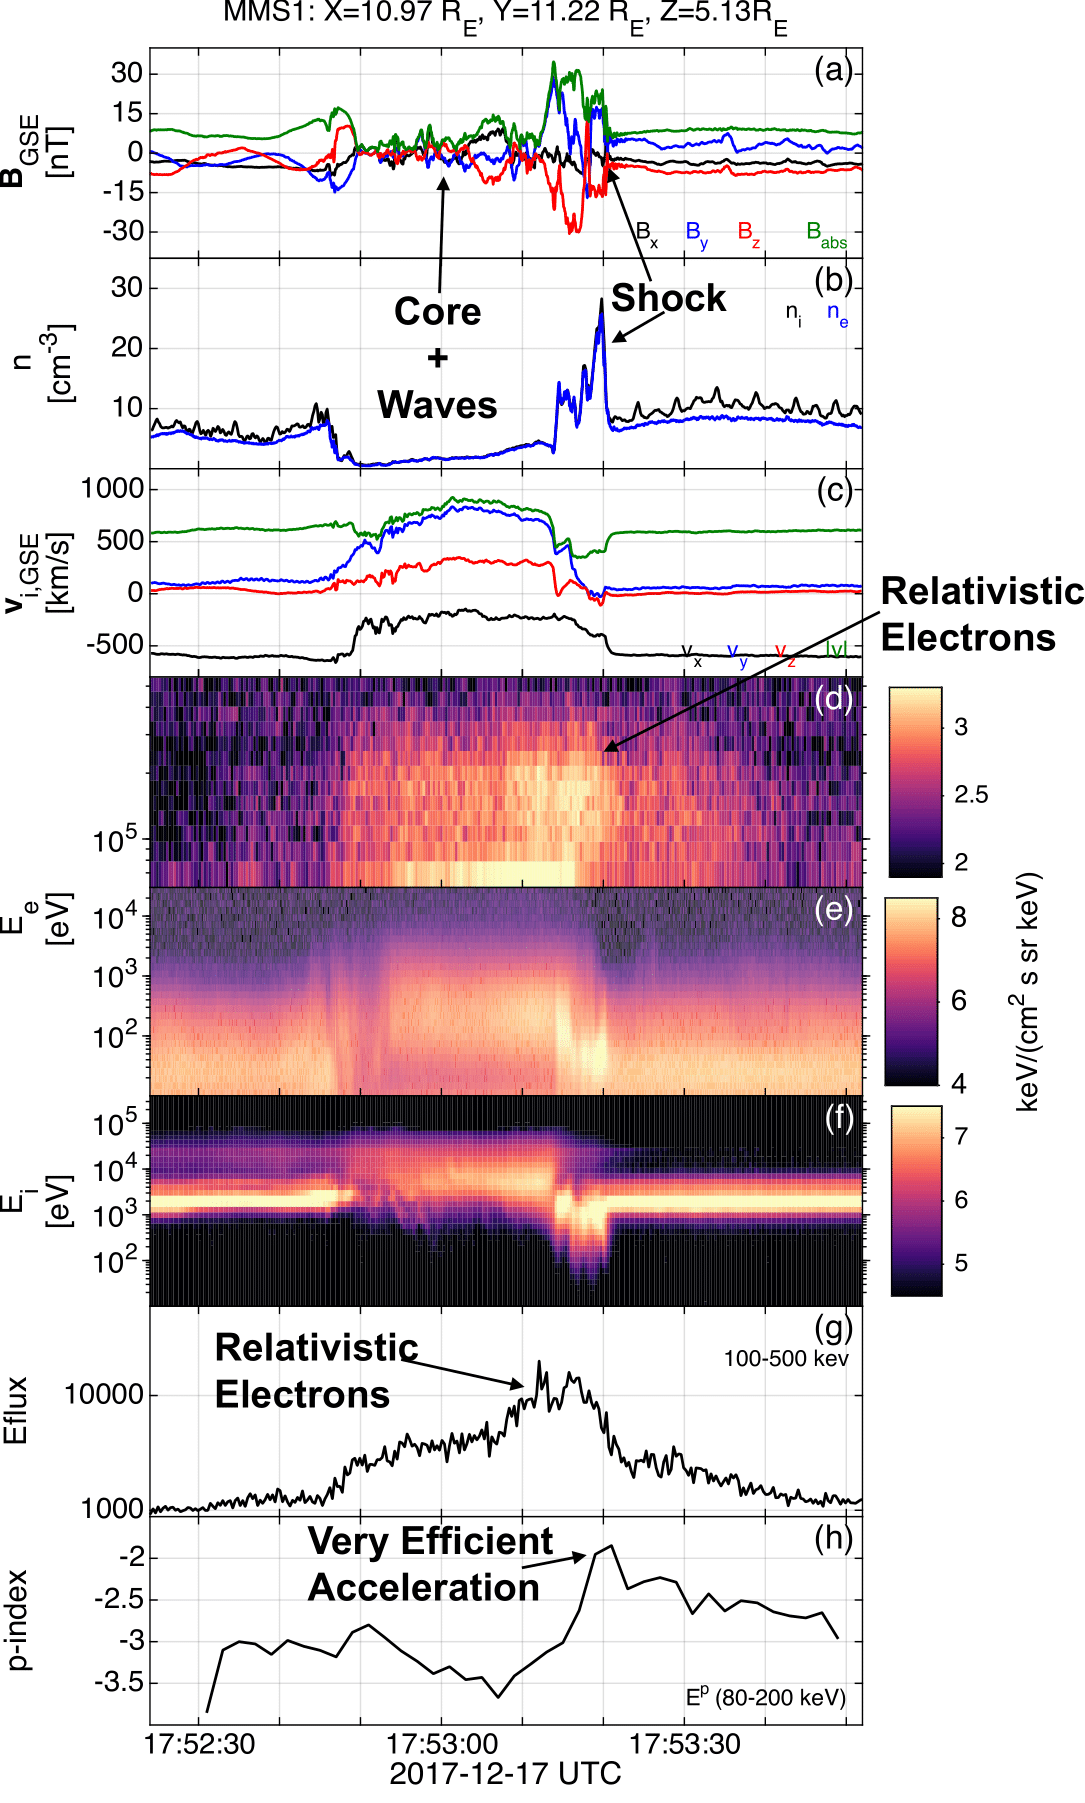 MMS1: X=10.97 R_E, Y=11.22 R_E, Z=5.13R_E
(a)
B_GSE
[nT]
30
15
0
-15
-30
B_x B_y B_z B_abs
(b)
n
[cm^-3]
30
20
10
n_i n_e
Core
+
Waves
Shock
(c)
v_i,GSE
[km/s]
1000
500
0
-500
v_x v_y v_z |v|
Relativistic
Electrons
(d)
10^5
3
2.5
2
E_e
[eV]
(e)
10^4
10^3
10^2
8
6
4
keV/(cm^2 s sr keV)
(f)
E_i
[eV]
10^5
10^4
10^3
10^2
7
6
5
(g)
100-500 kev
Relativistic
Electrons
Eflux
10000
1000
(h)
Very Efficient
Acceleration
p-index
-2
-2.5
-3
-3.5
E^p (80-200 keV)
17:52:30 17:53:00 17:53:30
2017-12-17 UTC